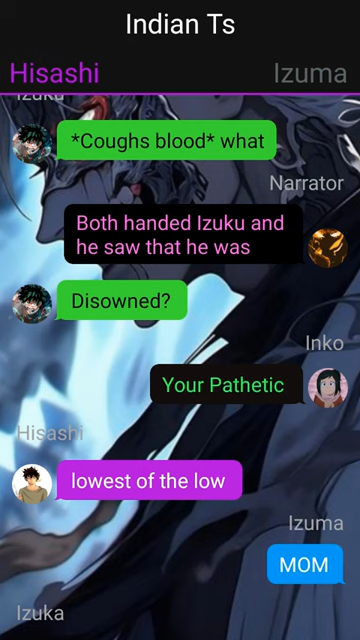 Indian Ts
Hisashi
Izuma
Izuku
*Coughs blood* what
Narrator
Both handed Izuku and
he saw that he was
Disowned?
Inko
Your Pathetic
Hisashi
lowest of the low
Izuma
MOM
Izuka